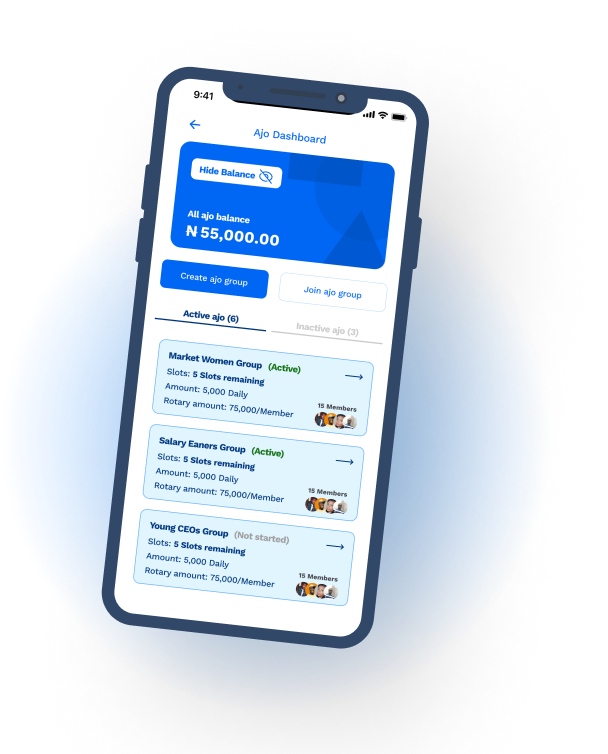 9:41
Ajo Dashboard
Hide Balance
All ajo balance
₦ 55,000.00
Create ajo group
Join ajo group
Active ajo (6)
Inactive ajo (3)
Market Women Group (Active)
Slots: 5 Slots remaining
Amount: 5,000 Daily
Rotary amount: 75,000/Member
15 Members
Salary Eaners Group (Active)
Slots: 5 Slots remaining
Amount: 5,000 Daily
Rotary amount: 75,000/Member
15 Members
Young CEOs Group (Not started)
Slots: 5 Slots remaining
Amount: 5,000 Daily
Rotary amount: 75,000/Member
15 Members